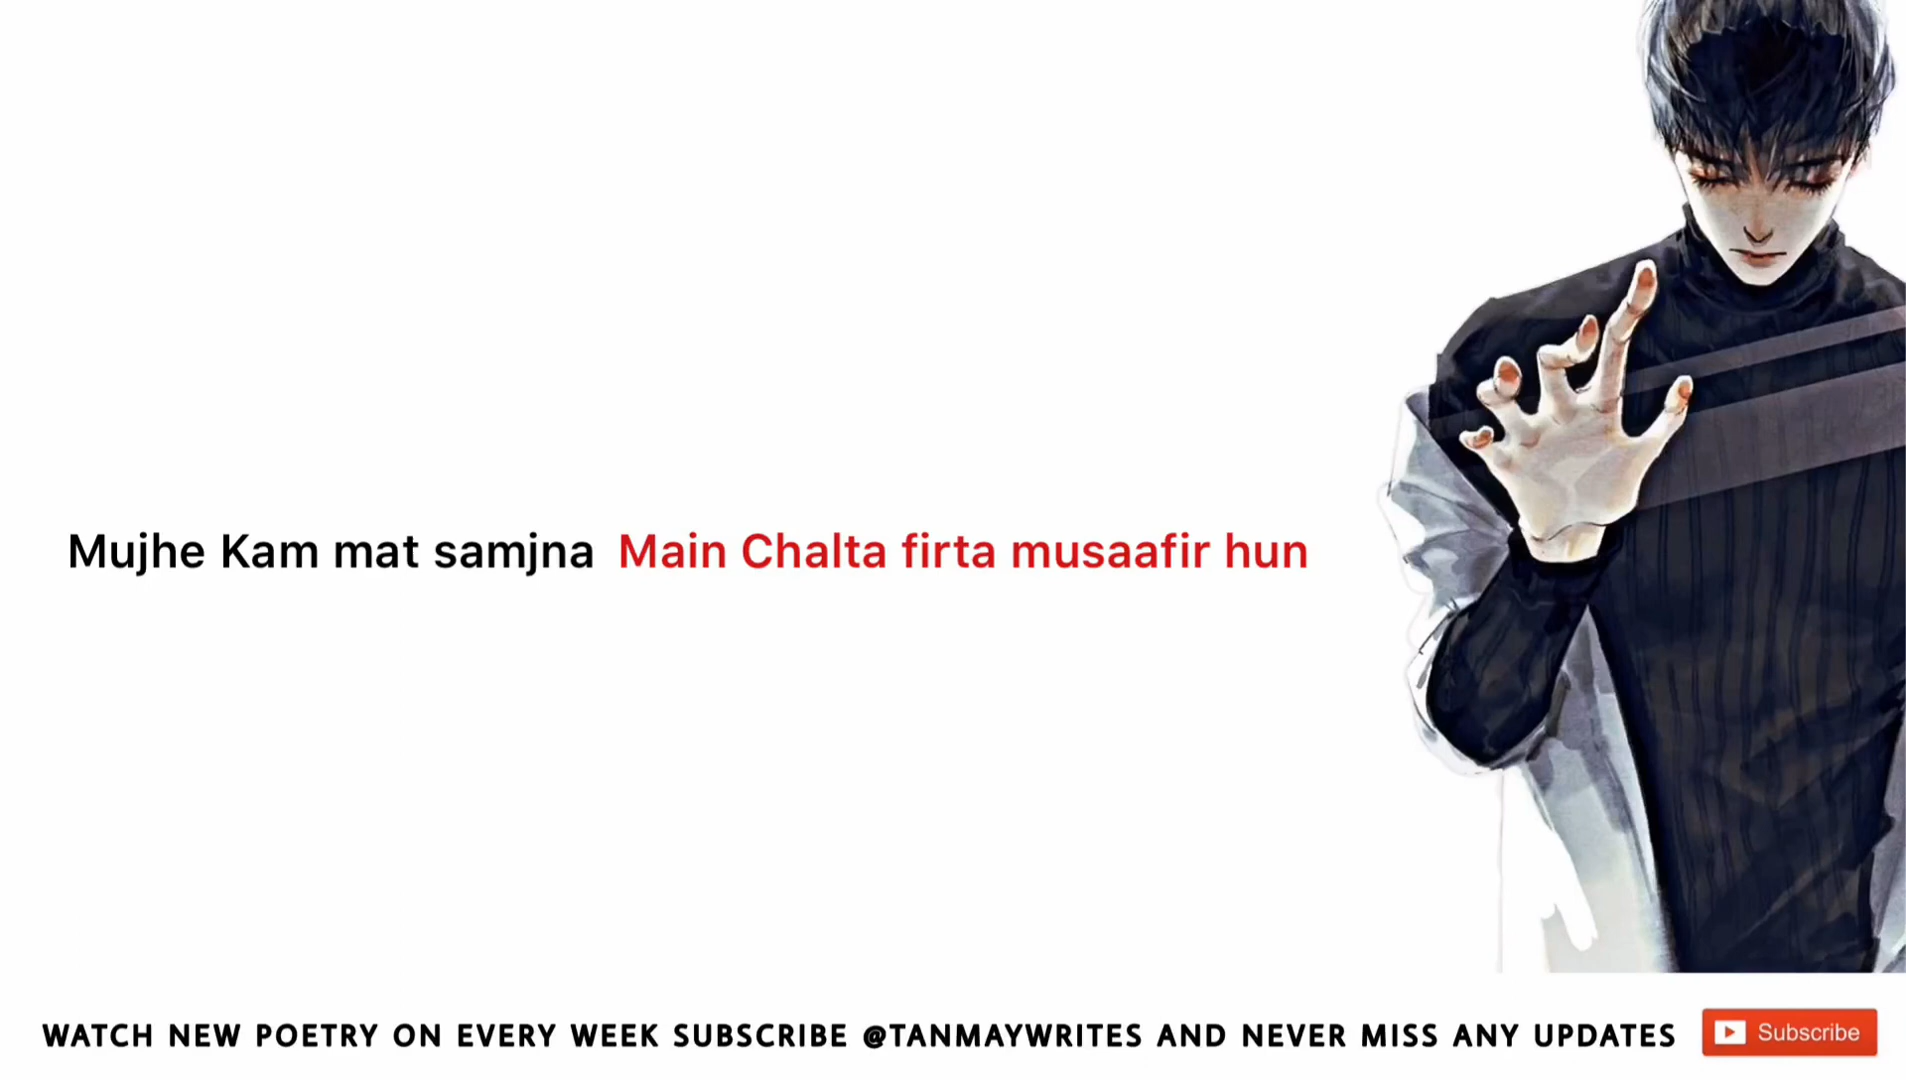 Mujhe Kam mat samjna Main Chalta firta musaafir hun
WATCH NEW POETRY ON EVERY WEEK SUBSCRIBE @TANMAYWRITES AND NEVER MISS ANY UPDATES
Subscribe